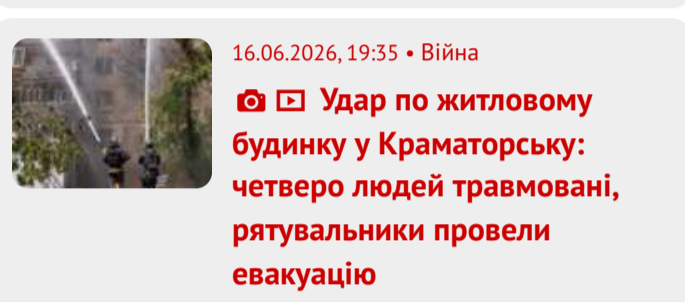 16.06.2026, 19:35 • Війна
Удар по житловому
будинку у Краматорську:
четверо людей травмовані,
рятувальники провели
евакуацію